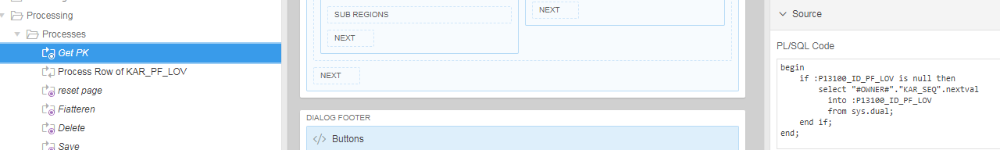 Processing
Processes
Get PK
Process Row of KAR_PF_LOV
reset page
Fiatteren
Delete
Save
SUB REGIONS
NEXT
NEXT
NEXT
DIALOG FOOTER
</> Buttons
Source
PL/SQL Code
begin
    if :P13100_ID_PF_LOV is null then
        select "#OWNER#"."KAR_SEQ".nextval
          into :P13100_ID_PF_LOV
          from sys.dual;
    end if;
end;